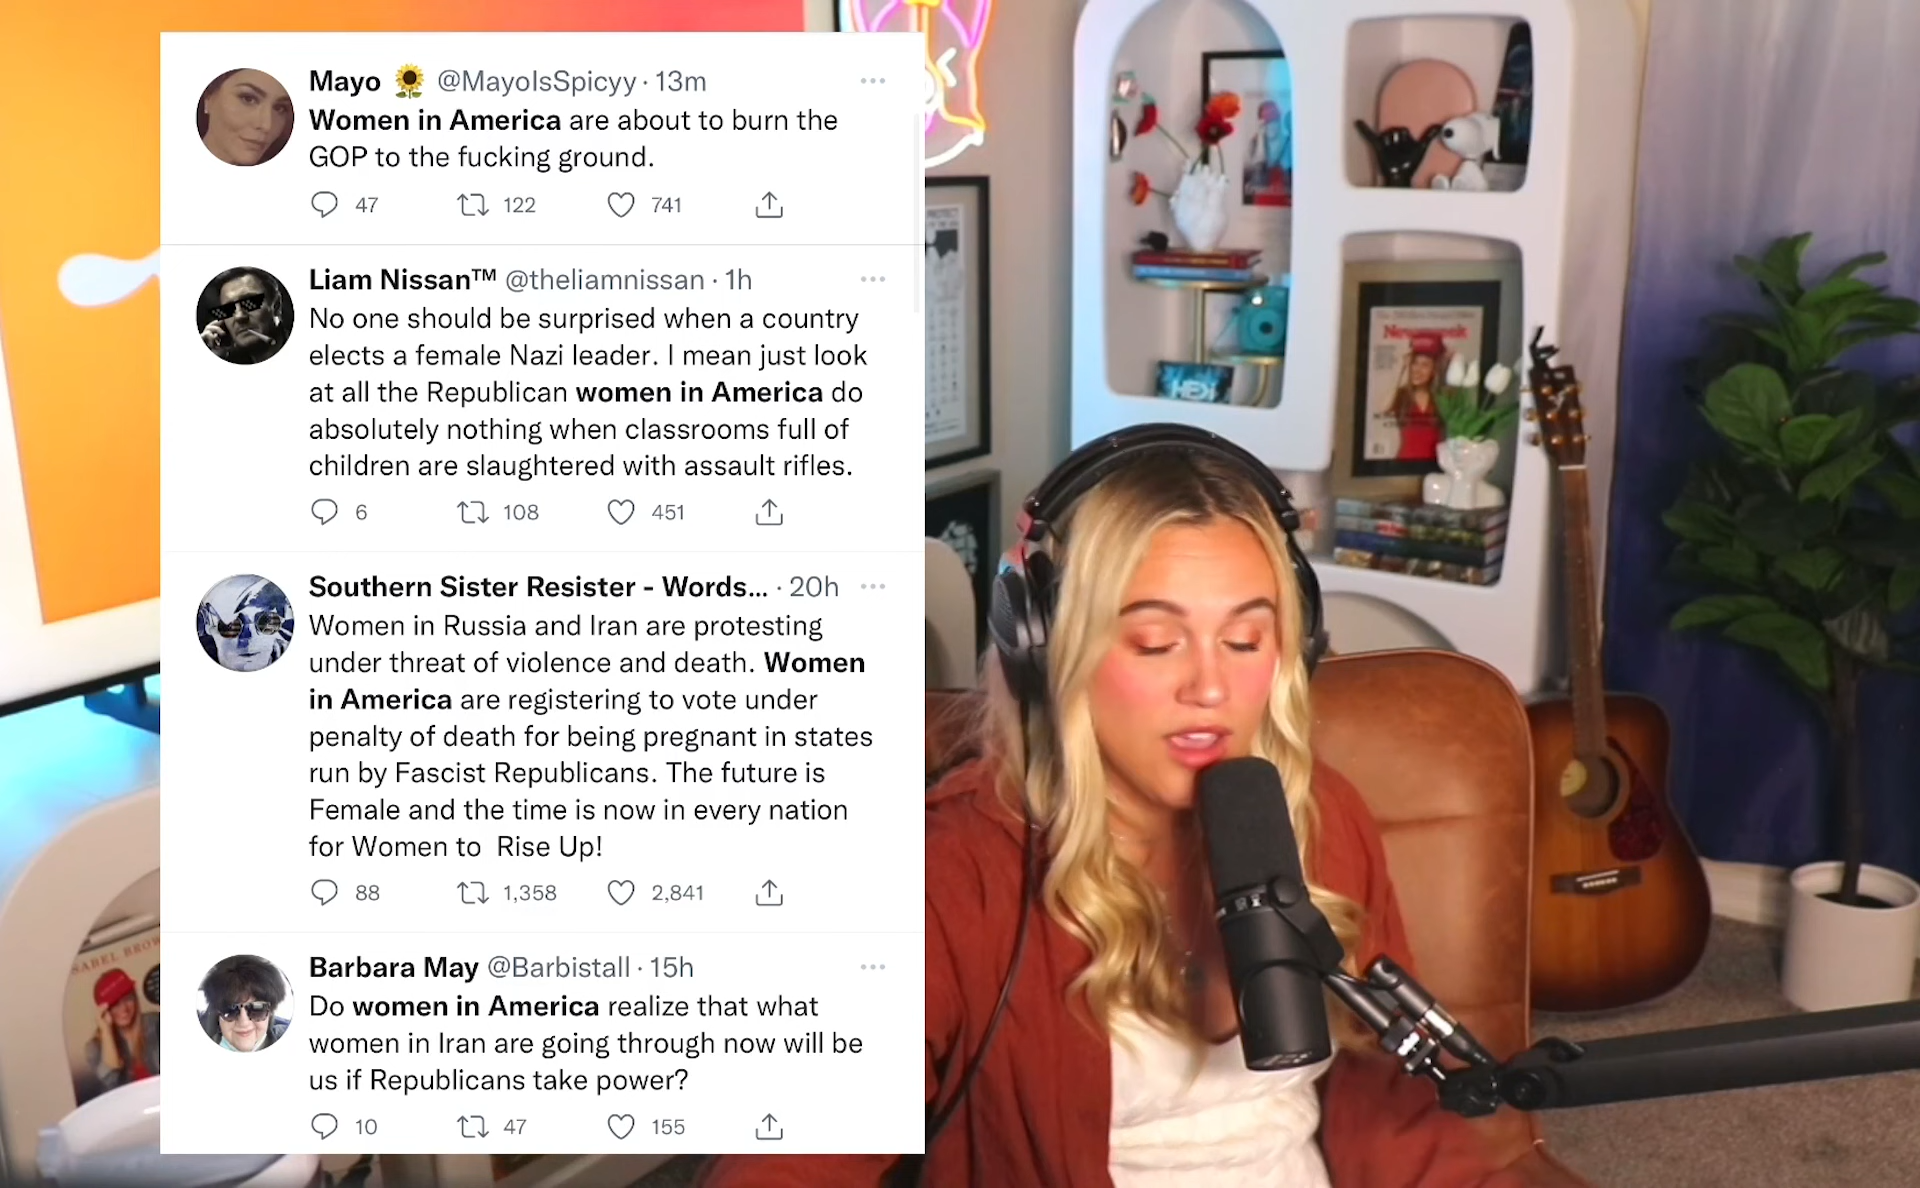 Mayo 🌻 @MayoIsSpicyy · 13m
Women in America are about to burn the
GOP to the fucking ground.
47 122 741
Liam Nissan™ @theliamnissan · 1h
No one should be surprised when a country
elects a female Nazi leader. I mean just look
at all the Republican women in America do
absolutely nothing when classrooms full of
children are slaughtered with assault rifles.
6 108 451
Southern Sister Resister - Words... · 20h
Women in Russia and Iran are protesting
under threat of violence and death. Women
in America are registering to vote under
penalty of death for being pregnant in states
run by Fascist Republicans. The future is
Female and the time is now in every nation
for Women to  Rise Up!
88 1,358 2,841
Barbara May @Barbistall · 15h
Do women in America realize that what
women in Iran are going through now will be
us if Republicans take power?
10 47 155
Newsweek